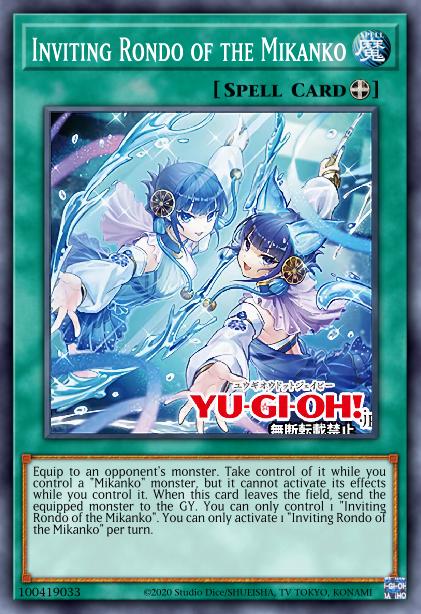 INVITING RONDO OF THE MIKANKO
SPELL
魔
[SPELL CARD]
ユウギオウドットジェイピー
YU-GI-OH!
無断転載禁止
Equip to an opponent's monster. Take control of it while you
control a "Mikanko" monster, but it cannot activate its effects
while you control it. When this card leaves the field, send the
equipped monster to the GY. You can only control 1 "Inviting
Rondo of the Mikanko". You can only activate 1 "Inviting Rondo of
the Mikanko" per turn.
100419033
©2020 Studio Dice/SHUEISHA, TV TOKYO, KONAMI